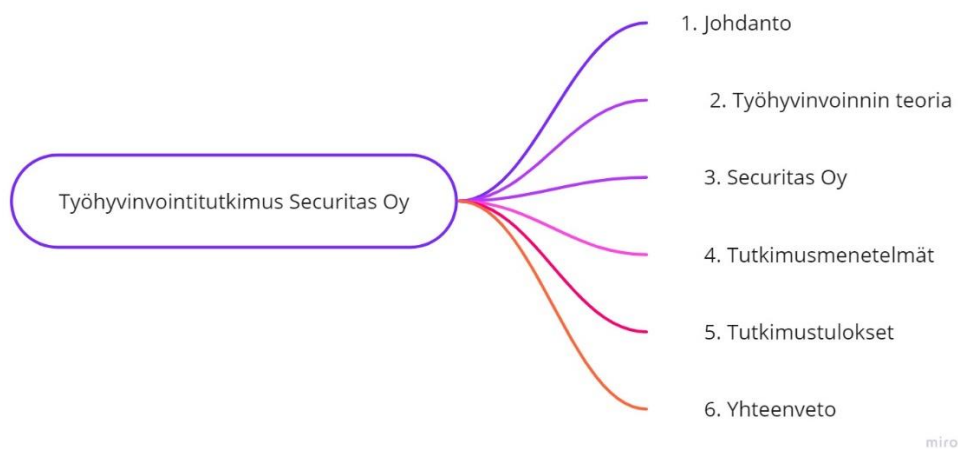 Työhyvinvointitutkimus Securitas Oy
1. Johdanto
2. Työhyvinvoinnin teoria
3. Securitas Oy
4. Tutkimusmenetelmät
5. Tutkimustulokset
6. Yhteenveto
miro